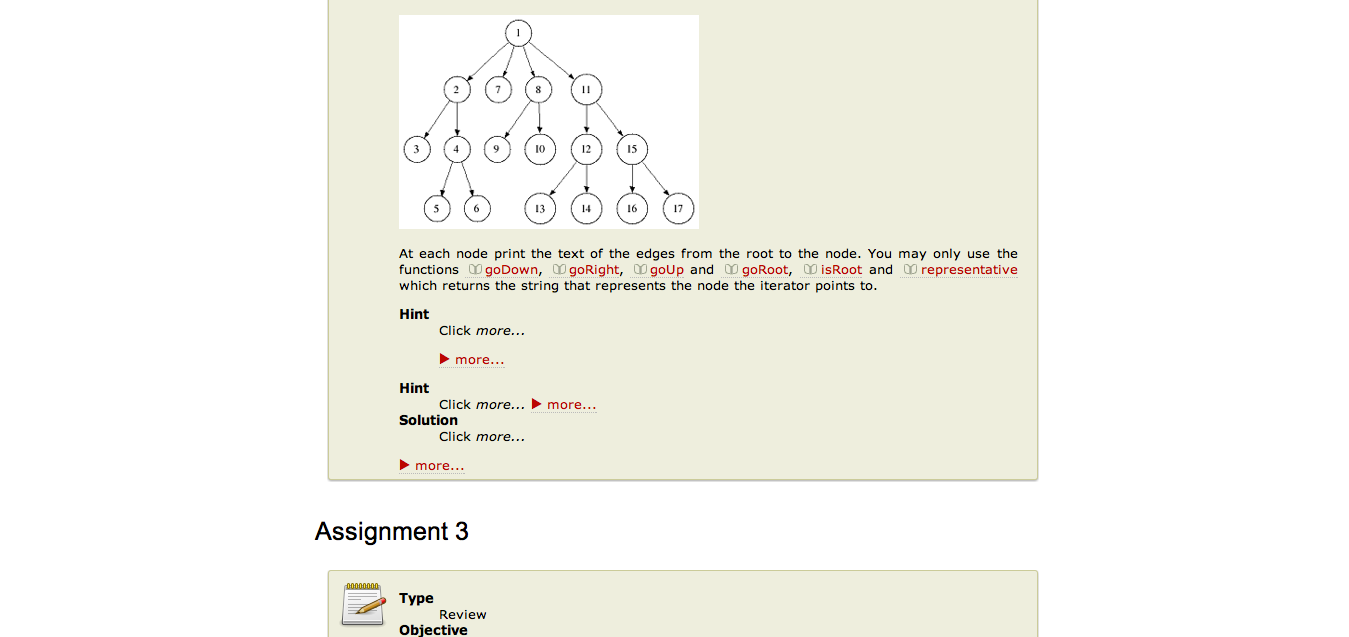 1
2 7 8 11
3 4 9 10 12 15
5 6 13 14 16 17
At each node print the text of the edges from the root to the node. You may only use the
functions goDown, goRight, goUp and goRoot, isRoot and representative
which returns the string that represents the node the iterator points to.
Hint
Click more...
more...
Hint
Click more... more...
Solution
Click more...
more...
Assignment 3
Type
Review
Objective